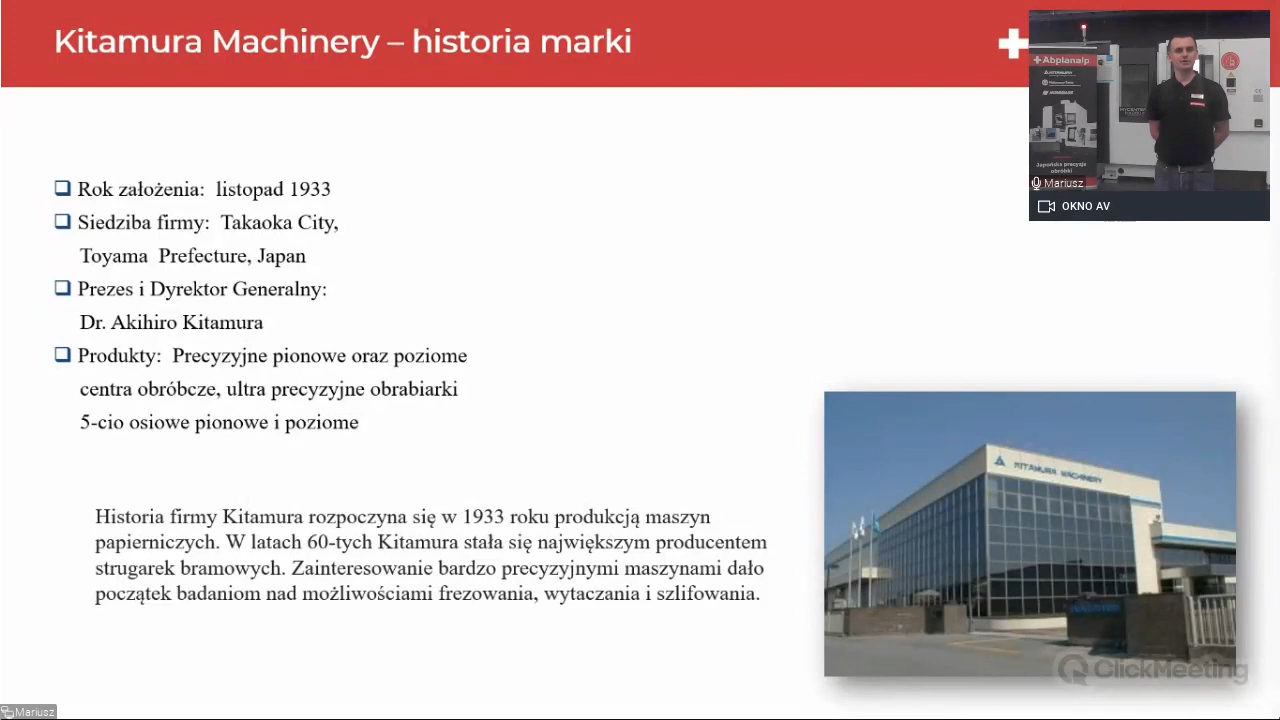 Kitamura Machinery – historia marki
Rok założenia: listopad 1933
Siedziba firmy: Takaoka City,
Toyama Prefecture, Japan
Prezes i Dyrektor Generalny:
Dr. Akihiro Kitamura
Produkty: Precyzyjne pionowe oraz poziome
centra obróbcze, ultra precyzyjne obrabiarki
5-cio osiowe pionowe i poziome
Historia firmy Kitamura rozpoczyna się w 1933 roku produkcją maszyn
papierniczych. W latach 60-tych Kitamura stała się największym producentem
strugarek bramowych. Zainteresowanie bardzo precyzyjnymi maszynami dało
początek badaniom nad możliwościami frezowania, wytaczania i szlifowania.
Abplanalp
Japońska precyzja
obróbki
Mariusz
OKNO AV
KITAMURA MACHINERY
ClickMeeting
Mariusz